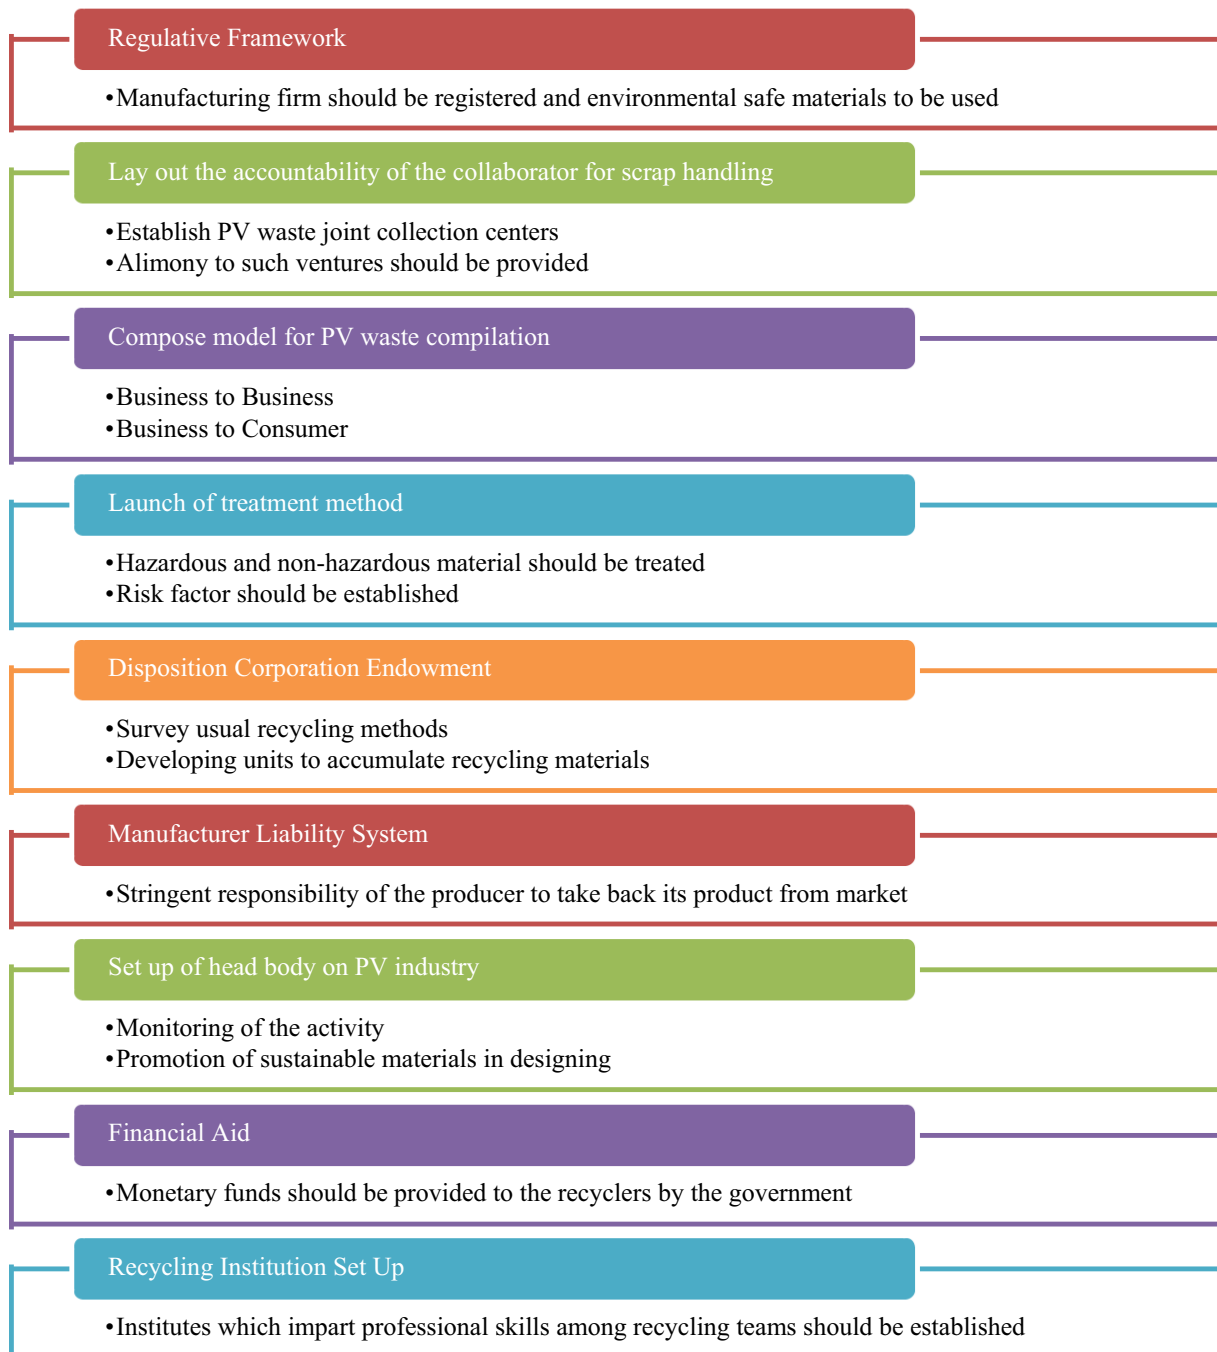 Regulative Framework
•Manufacturing firm should be registered and environmental safe materials to be used
Lay out the accountability of the collaborator for scrap handling
•Establish PV waste joint collection centers
•Alimony to such ventures should be provided
Compose model for PV waste compilation
•Business to Business
•Business to Consumer
Launch of treatment method
•Hazardous and non-hazardous material should be treated
•Risk factor should be established
Disposition Corporation Endowment
•Survey usual recycling methods
•Developing units to accumulate recycling materials
Manufacturer Liability System
•Stringent responsibility of the producer to take back its product from market
Set up of head body on PV industry
•Monitoring of the activity
•Promotion of sustainable materials in designing
Financial Aid
•Monetary funds should be provided to the recyclers by the government
Recycling Institution Set Up
•Institutes which impart professional skills among recycling teams should be established